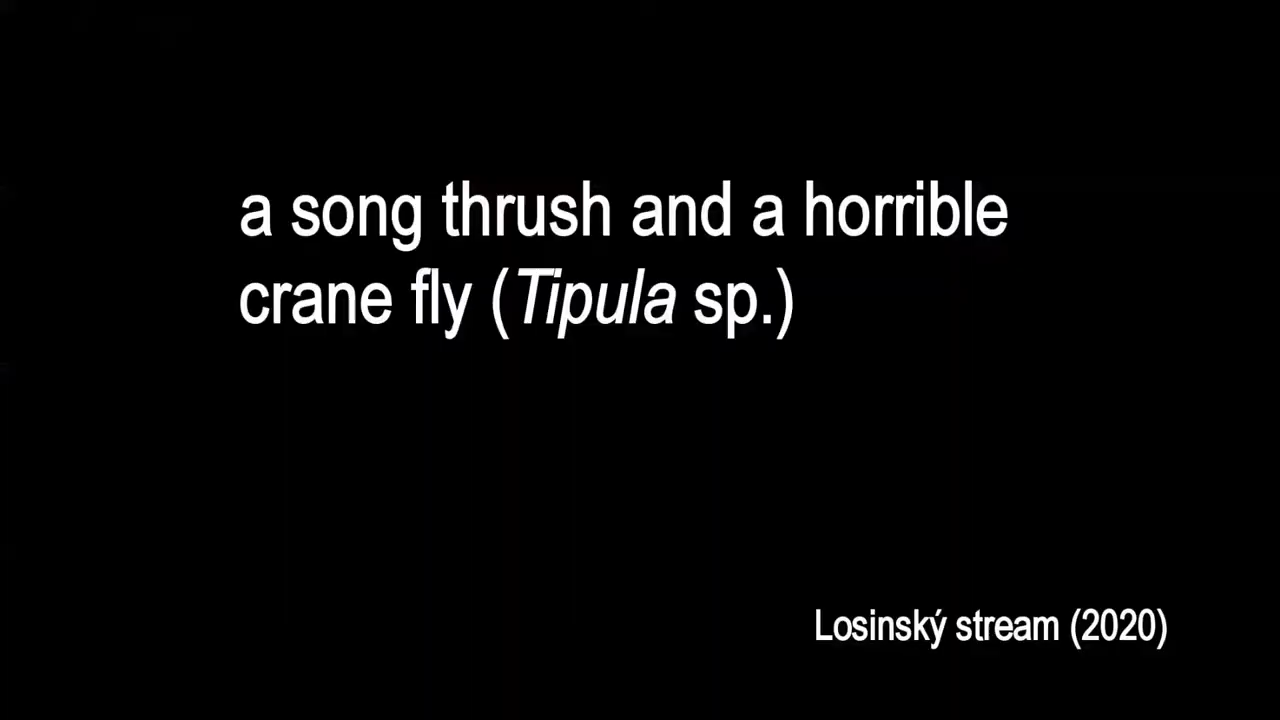 a song thrush and a horrible
crane fly (Tipula sp.)
Losinský stream (2020)